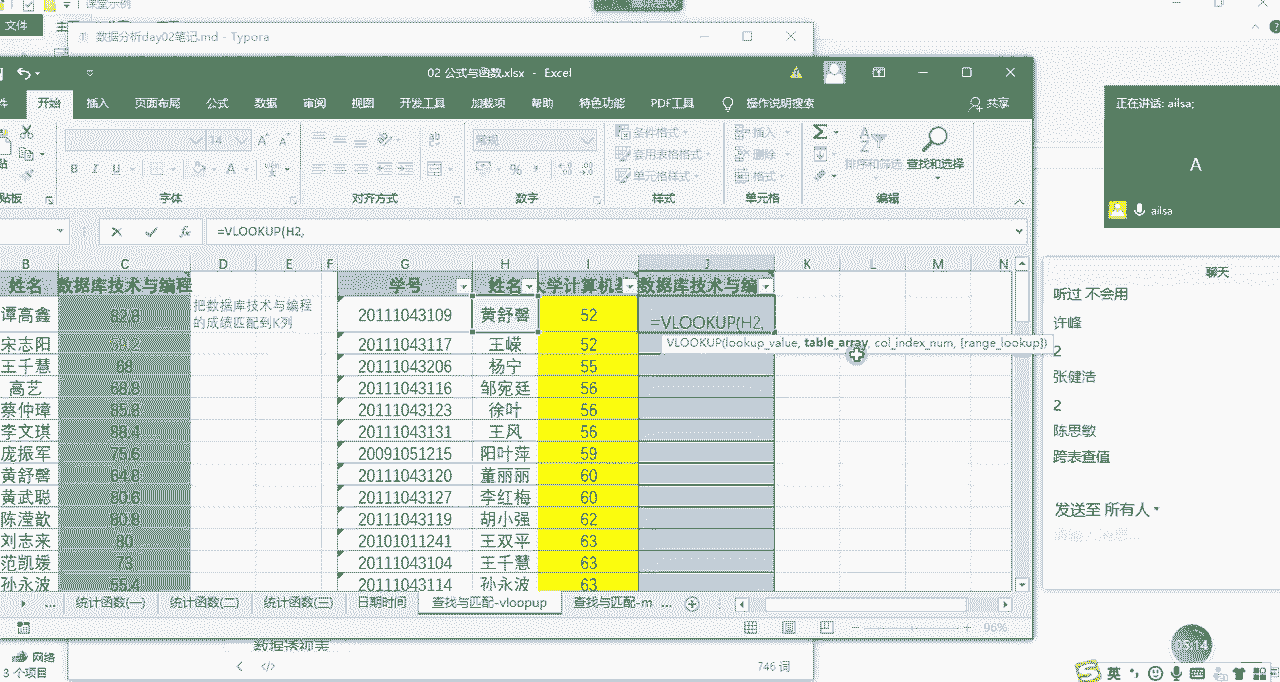 课堂示例
文件
数据分析day02笔记.md - Typora
02 公式与函数.xlsx - Excel
开始 插入 页面布局 公式 数据 审阅 视图 开发工具 加载项 帮助 特色功能 PDF工具 操作说明搜索 共享
14
常规
条件格式
套用表格格式
单元格样式
插入
删除
格式
排序和筛选 查找和选择
贴板 字体 对齐方式 数字 样式 单元格 编辑
=VLOOKUP(H2,
B C D E F G H I J K L M N
姓名 数据库技术与编程 学号 姓名 大学计算机基 数据库技术与编
谭高鑫 82.8 把数据库技术与编程的成绩匹配到K列 20111043109 黄舒馨 52 =VLOOKUP(H2,
VLOOKUP(lookup_value, table_array, col_index_num, [range_lookup])
宋志阳 20111043117 王嵘 52
王千慧 20111043206 杨宁 55
高艺 20111043116 邹宛廷 56
蔡仲璋 20111043123 徐叶 56
李文琪 88.4 20111043131 王风 56
庞振军 75.6 20091051215 阳叶萍 59
黄舒馨 64.8 20111043120 董丽丽 60
黄武聪 20111043127 李红梅 60
陈滢歆 20111043119 胡小强 62
刘志来 80 20101011241 王双平 63
范凯媛 20111043104 王千慧 63
孙永波 20111043114 孙永波 63
... 统计函数(一) 统计函数(二) 统计函数(三) 日期时间 查找与匹配-vloopup 查找与匹配-m ...
96%
数据透视表
746 词
网络
3 个项目
正在讲话: ailsa;
A
ailsa
聊天
听过 不会用
许峰
2
张健洁
2
陈思敏
跨表查值
发送至 所有人
03:14
英